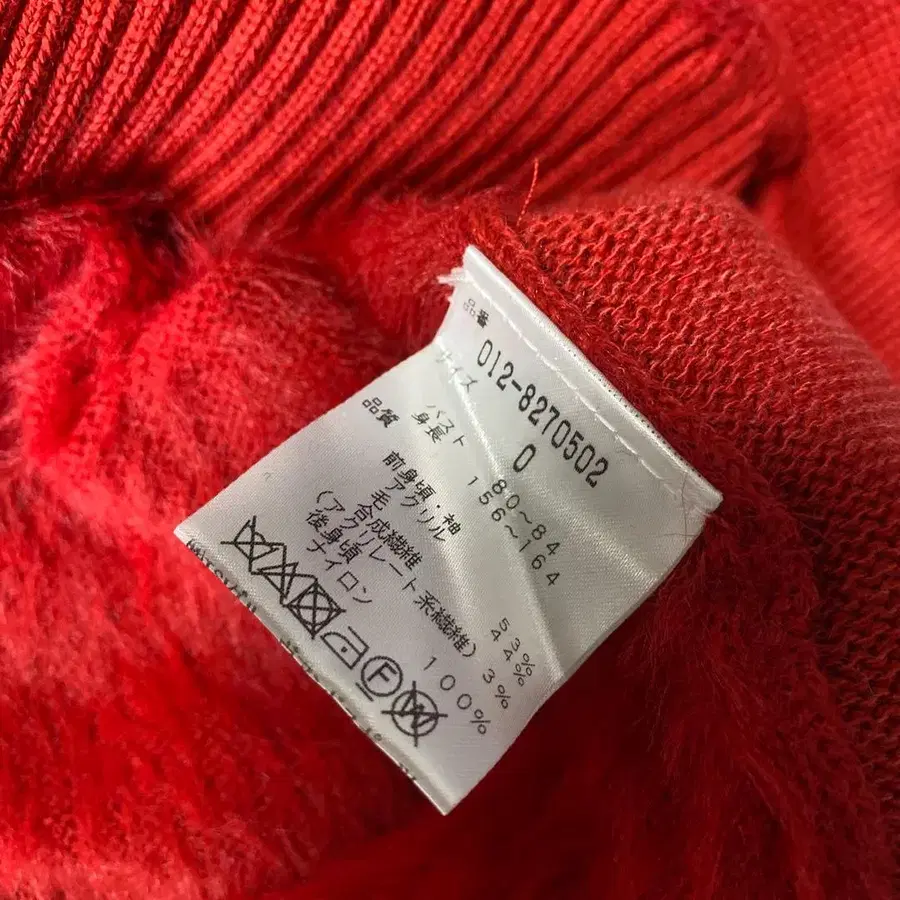 品番
012-8270502
サイズ 0
バスト 80~84
身長 156~164
品質
前身頃・袖
アクリル 53%
毛 44%
合成繊維 3%
(アクリレート系繊維)
後身頃
ナイロン 100%
F
W